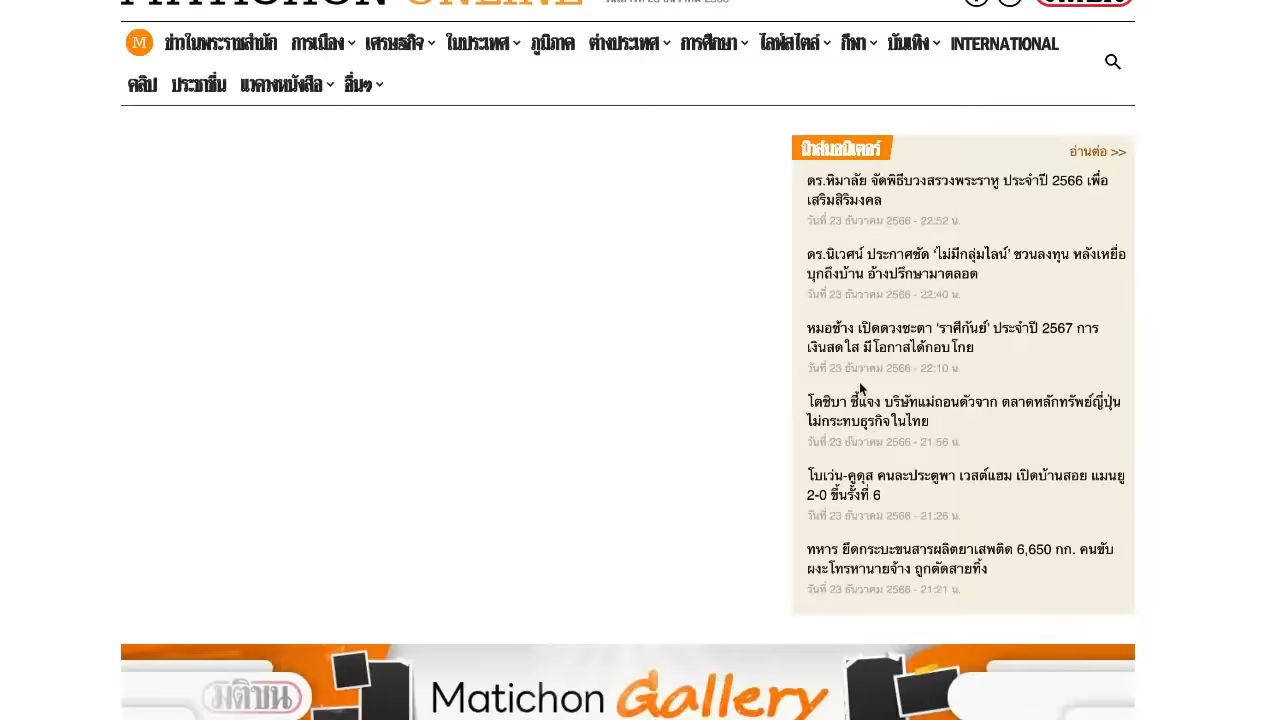 MATICHON ONLINE
M ข่าวในพระราชสำนัก การเมือง เศรษฐกิจ ในประเทศ ภูมิภาค ต่างประเทศ การศึกษา ไลฟ์สไตล์ กีฬา บันเทิง INTERNATIONAL
คลิป ประชาชื่น แวดวงหนังสือ อื่นๆ
นิวส์มอนิเตอร์ อ่านต่อ >>
ดร.หิมาลัย จัดพิธีบวงสรวงพระราหู ประจำปี 2566 เพื่อ
เสริมสิริมงคล
วันที่ 23 ธันวาคม 2566 - 22:52 น.
ดร.นิเวศน์ ประกาศชัด ‘ไม่มีกลุ่มไลน์’ ชวนลงทุน หลังเหยื่อ
บุกถึงบ้าน อ้างปรึกษามาตลอด
วันที่ 23 ธันวาคม 2566 - 22:40 น.
หมอช้าง เปิดดวงชะตา ‘ราศีกันย์’ ประจำปี 2567 การ
เงินสดใส มีโอกาสได้กอบโกย
วันที่ 23 ธันวาคม 2566 - 22:10 น.
โตชิบา ชี้แจง บริษัทแม่ถอนตัวจาก ตลาดหลักทรัพย์ญี่ปุ่น
ไม่กระทบธุรกิจในไทย
วันที่ 23 ธันวาคม 2566 - 21:56 น.
โบเว่น-คูดุส คนละประตูพา เวสต์แฮม เปิดบ้านสอย แมนยู
2-0 ขึ้นรั้งที่ 6
วันที่ 23 ธันวาคม 2566 - 21:26 น.
ทหาร ยึดกระบะขนสารผลิตยาเสพติด 6,650 กก. คนขับ
ผงะโทรหานายจ้าง ถูกตัดสายทิ้ง
วันที่ 23 ธันวาคม 2566 - 21:21 น.
มติชน Matichon Gallery